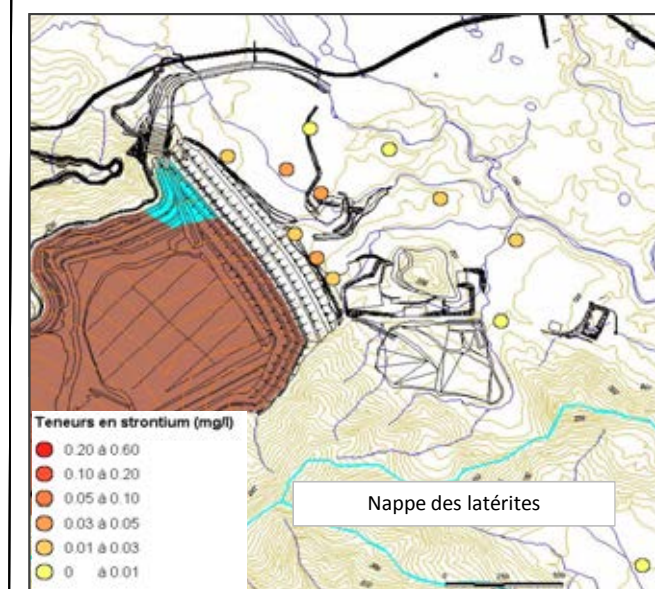 Teneurs en strontium (mg/l)
0.20 à 0.60
0.10 à 0.20
0.05 à 0.10
0.03 à 0.05
0.01 à 0.03
0 à 0.01
Nappe des latérites